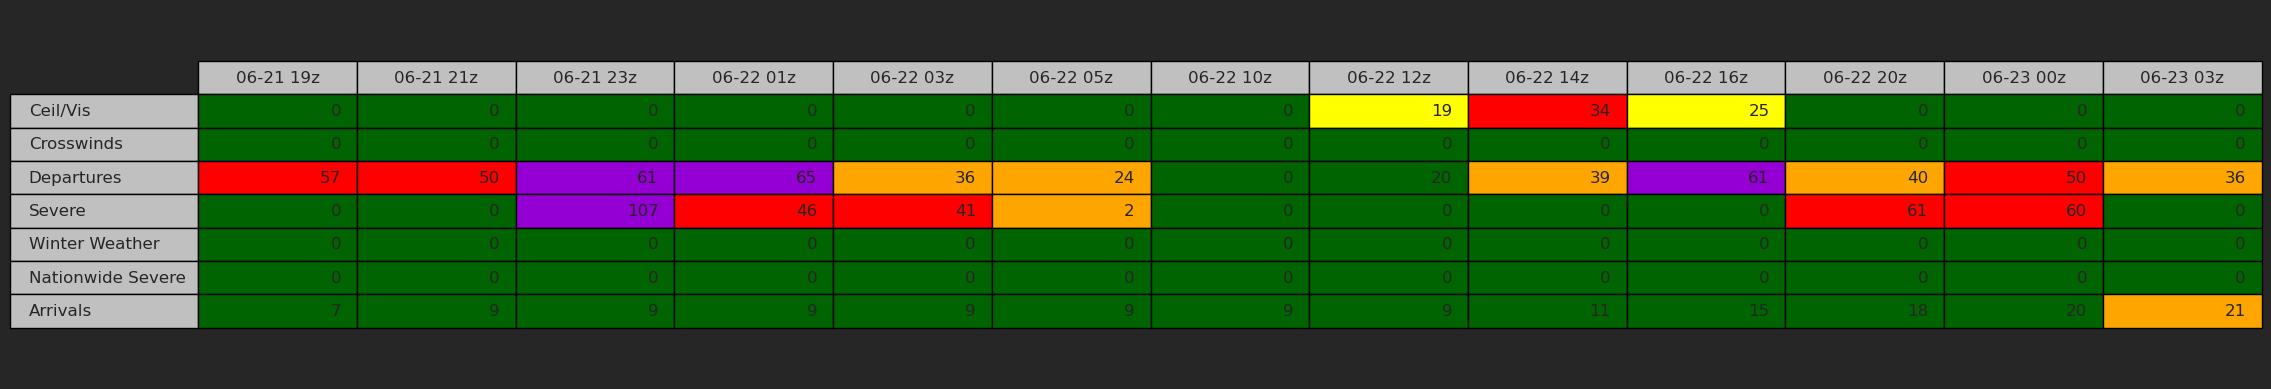 06-21 19z 06-21 21z 06-21 23z 06-22 01z 06-22 03z 06-22 05z 06-22 10z 06-22 12z 06-22 14z 06-22 16z 06-22 20z 06-23 00z 06-23 03z
Ceil/Vis 0 0 0 0 0 0 0 19 34 25 0 0 0
Crosswinds 0 0 0 0 0 0 0 0 0 0 0 0 0
Departures 57 50 61 65 36 24 0 20 39 61 40 50 36
Severe 0 0 107 46 41 2 0 0 0 0 61 60 0
Winter Weather 0 0 0 0 0 0 0 0 0 0 0 0 0
Nationwide Severe 0 0 0 0 0 0 0 0 0 0 0 0 0
Arrivals 7 9 9 9 9 9 9 9 11 15 18 20 21